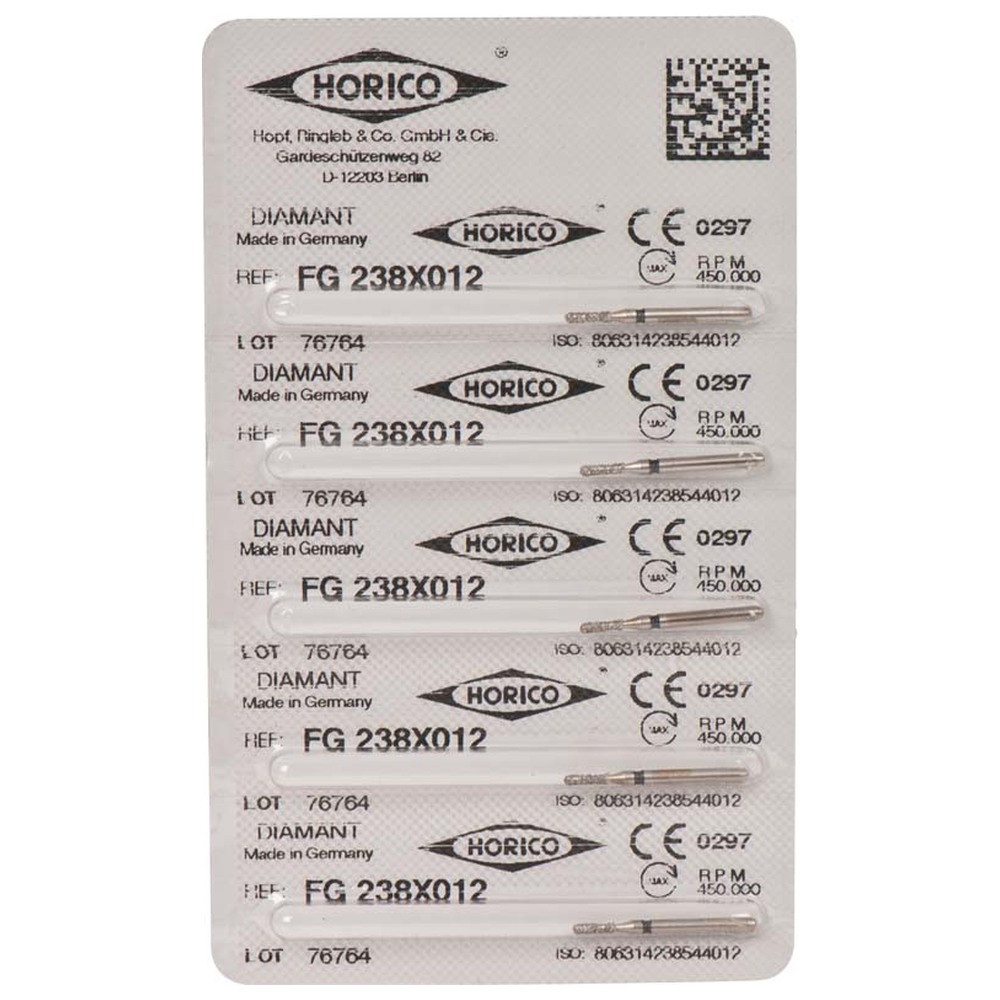 HORICO ®
Hopf, Ringleb & Co. GmbH & Cie.
Gardeschützenweg 82
D-12203 Berlin
DIAMANT HORICO ® CE 0297
Made in Germany
MAX RPM
REF: FG 238X012 450.000
LOT 76764 ISO: 806314238544012
DIAMANT HORICO ® CE 0297
Made in Germany
MAX RPM
REF: FG 238X012 450.000
LOT 76764 ISO: 806314238544012
DIAMANT HORICO ® CE 0297
Made in Germany
MAX RPM
REF: FG 238X012 450.000
LOT 76764 ISO: 806314238544012
DIAMANT HORICO ® CE 0297
Made in Germany
MAX RPM
REF: FG 238X012 450.000
LOT 76764 ISO: 806314238544012
DIAMANT HORICO ® CE 0297
Made in Germany
MAX RPM
REF: FG 238X012 450.000
LOT 76764 ISO: 806314238544012